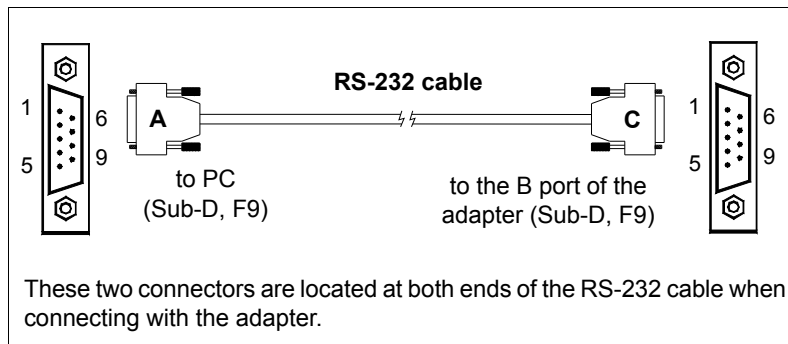 RS-232 cable
1
6
5
9
A
C
1
6
5
9
to PC
(Sub-D, F9)
to the B port of the
adapter (Sub-D, F9)
These two connectors are located at both ends of the RS-232 cable when
connecting with the adapter.